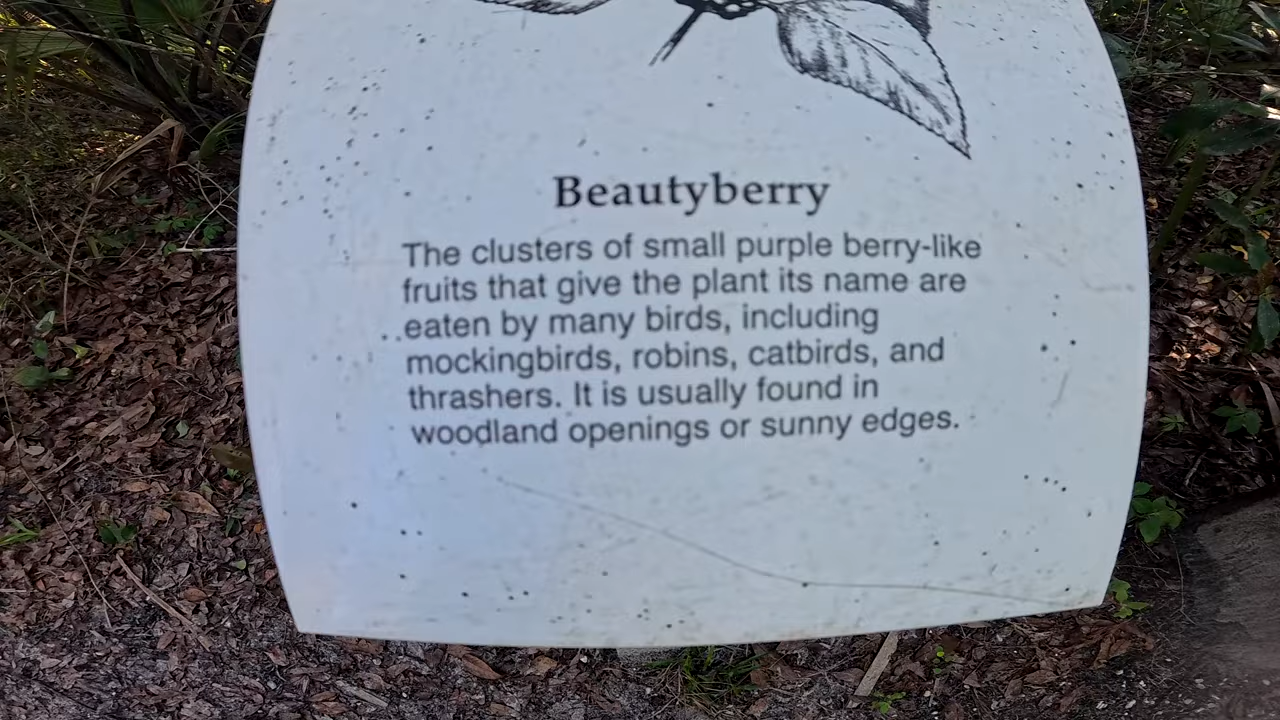 Beautyberry
The clusters of small purple berry-like
fruits that give the plant its name are
eaten by many birds, including
mockingbirds, robins, catbirds, and
thrashers. It is usually found in
woodland openings or sunny edges.